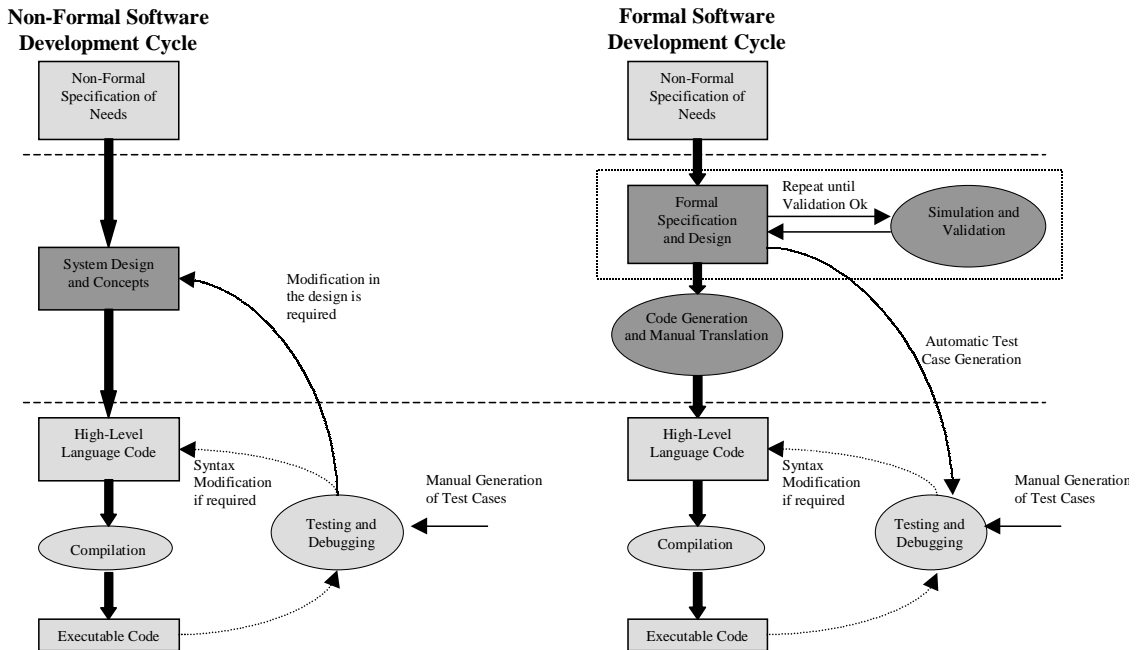 Non-Formal Software
Development Cycle
Non-Formal
Specification of
Needs
System Design
and Concepts
Modification in
the design is
required
High-Level
Language Code
Syntax
Modification
if required
Manual Generation
of Test Cases
Testing and
Debugging
Compilation
Executable Code
Formal Software
Development Cycle
Non-Formal
Specification of
Needs
Formal
Specification
and Design
Repeat until
Validation Ok
Simulation and
Validation
Code Generation
and Manual Translation
Automatic Test
Case Generation
High-Level
Language Code
Syntax
Modification
if required
Manual Generation
of Test Cases
Testing and
Debugging
Compilation
Executable Code